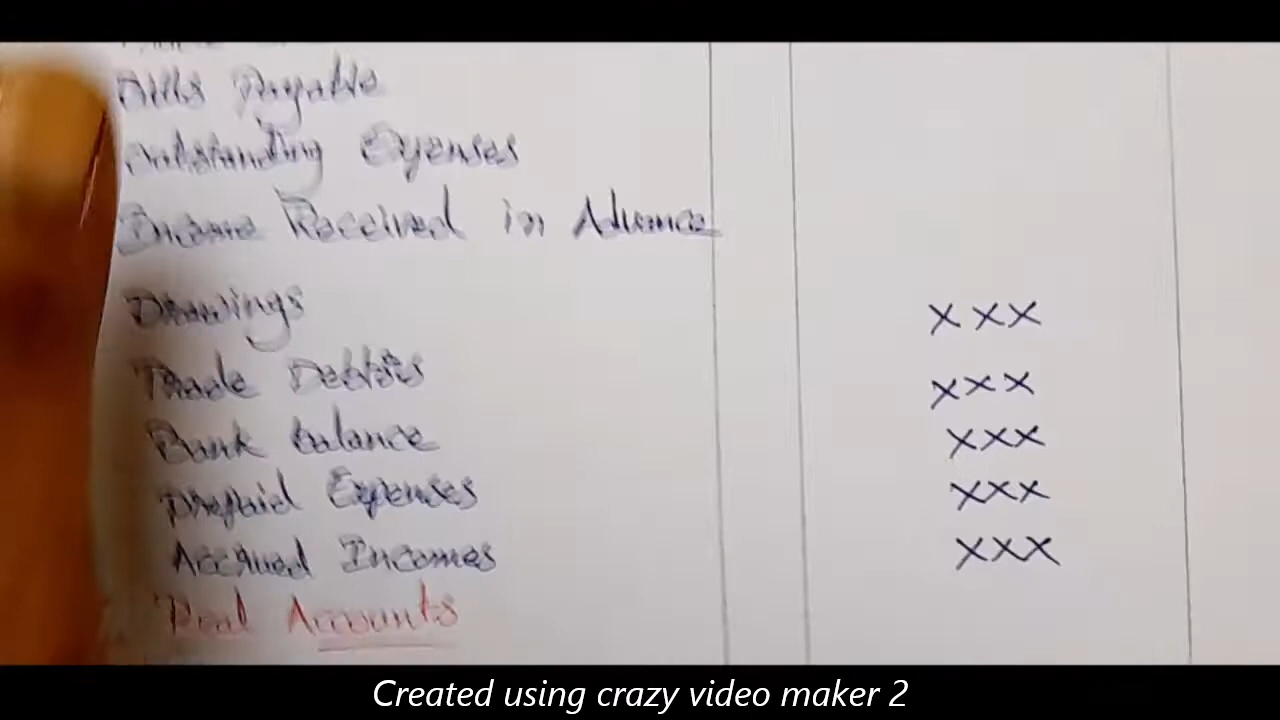 Bills Payable
Outstanding Expenses
Income Received in Advance
Drawings XXX
Trade Debtors XXX
Bank balance XXX
Prepaid Expenses XXX
Accrued Incomes XXX
Real Accounts
Created using crazy video maker 2